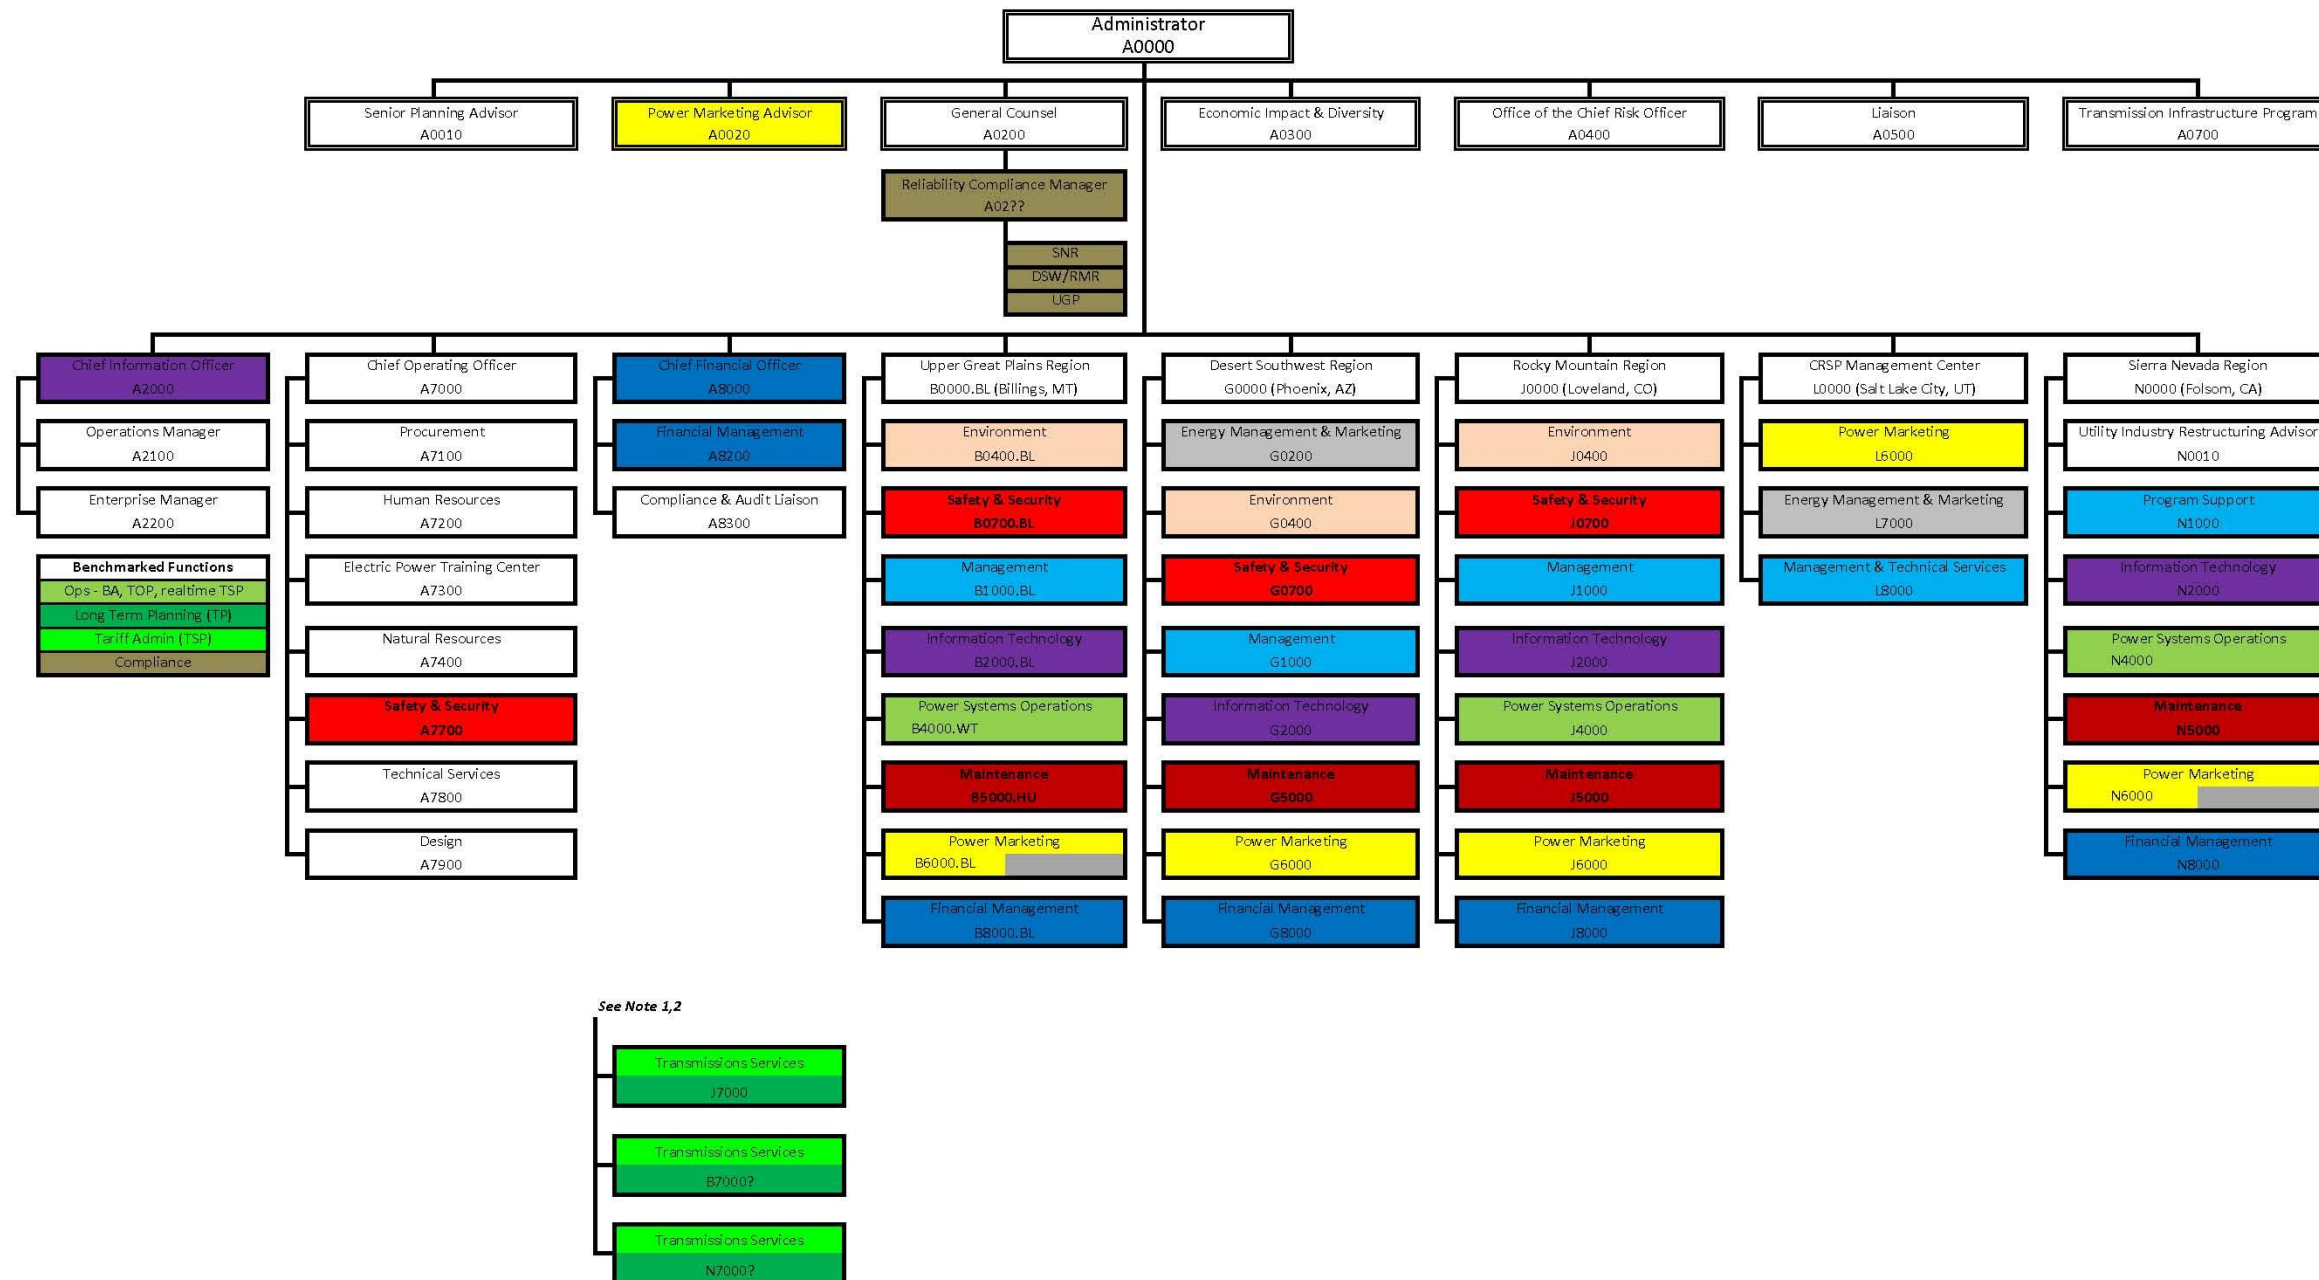 Administrator
A0000
Senior Planning Advisor
A0010
Power Marketing Advisor
A0020
General Counsel
A0200
Economic Impact & Diversity
A0300
Office of the Chief Risk Officer
A0400
Liaison
A0500
Transmission Infrastructure Program
A0700
Reliability Compliance Manager
A02??
SNR
DSW/RMR
UGP
Chief Information Officer
A2000
Operations Manager
A2100
Enterprise Manager
A2200
Benchmarked Functions
Ops - BA, TOP, realtime TSP
Long Term Planning (TP)
Tariff Admin (TSP)
Compliance
Chief Operating Officer
A7000
Procurement
A7100
Human Resources
A7200
Electric Power Training Center
A7300
Natural Resources
A7400
Safety & Security
A7700
Technical Services
A7800
Design
A7900
Chief Financial Officer
A8000
Financial Management
A8200
Compliance & Audit Liaison
A8300
Upper Great Plains Region
B0000.BL (Billings, MT)
Environment
B0400.BL
Safety & Security
B0700.BL
Management
B1000.BL
Information Technology
B2000.BL
Power Systems Operations
B4000.WT
Maintenance
B5000.HU
Power Marketing
B6000.BL
Financial Management
B8000.BL
Desert Southwest Region
G0000 (Phoenix, AZ)
Energy Management & Marketing
G0200
Environment
G0400
Safety & Security
G0700
Management
G1000
Information Technology
G2000
Maintenance
G5000
Power Marketing
G6000
Financial Management
G8000
Rocky Mountain Region
J0000 (Loveland, CO)
Environment
J0400
Safety & Security
J0700
Management
J1000
Information Technology
J2000
Power Systems Operations
J4000
Maintenance
J5000
Power Marketing
J6000
Financial Management
J8000
CRSP Management Center
L0000 (Salt Lake City, UT)
Power Marketing
L6000
Energy Management & Marketing
L7000
Management & Technical Services
L8000
Sierra Nevada Region
N0000 (Folsom, CA)
Utility Industry Restructuring Advisor
N0010
Program Support
N1000
Information Technology
N2000
Power Systems Operations
N4000
Maintenance
N5000
Power Marketing
N6000
Financial Management
N8000
See Note 1,2
Transmissions Services
J7000
Transmissions Services
B7000?
Transmissions Services
N7000?